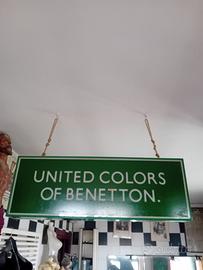 UNITED COLORS
OF BENETTON.